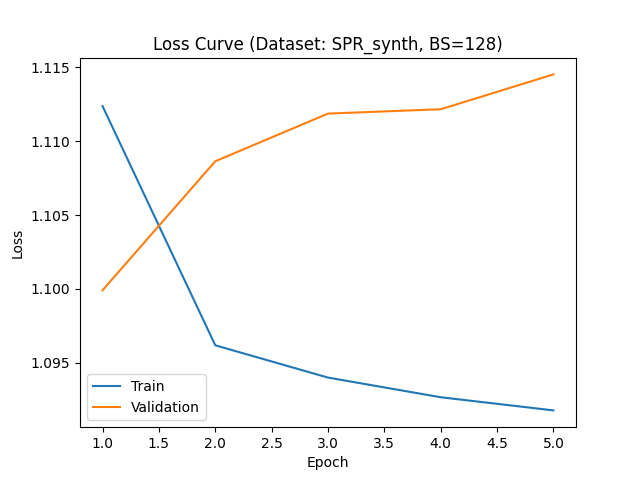 Loss Curve (Dataset: SPR_synth, BS=128)
1.115
1.110
1.105
1.100
1.095
Loss
Train
Validation
1.0 1.5 2.0 2.5 3.0 3.5 4.0 4.5 5.0
Epoch